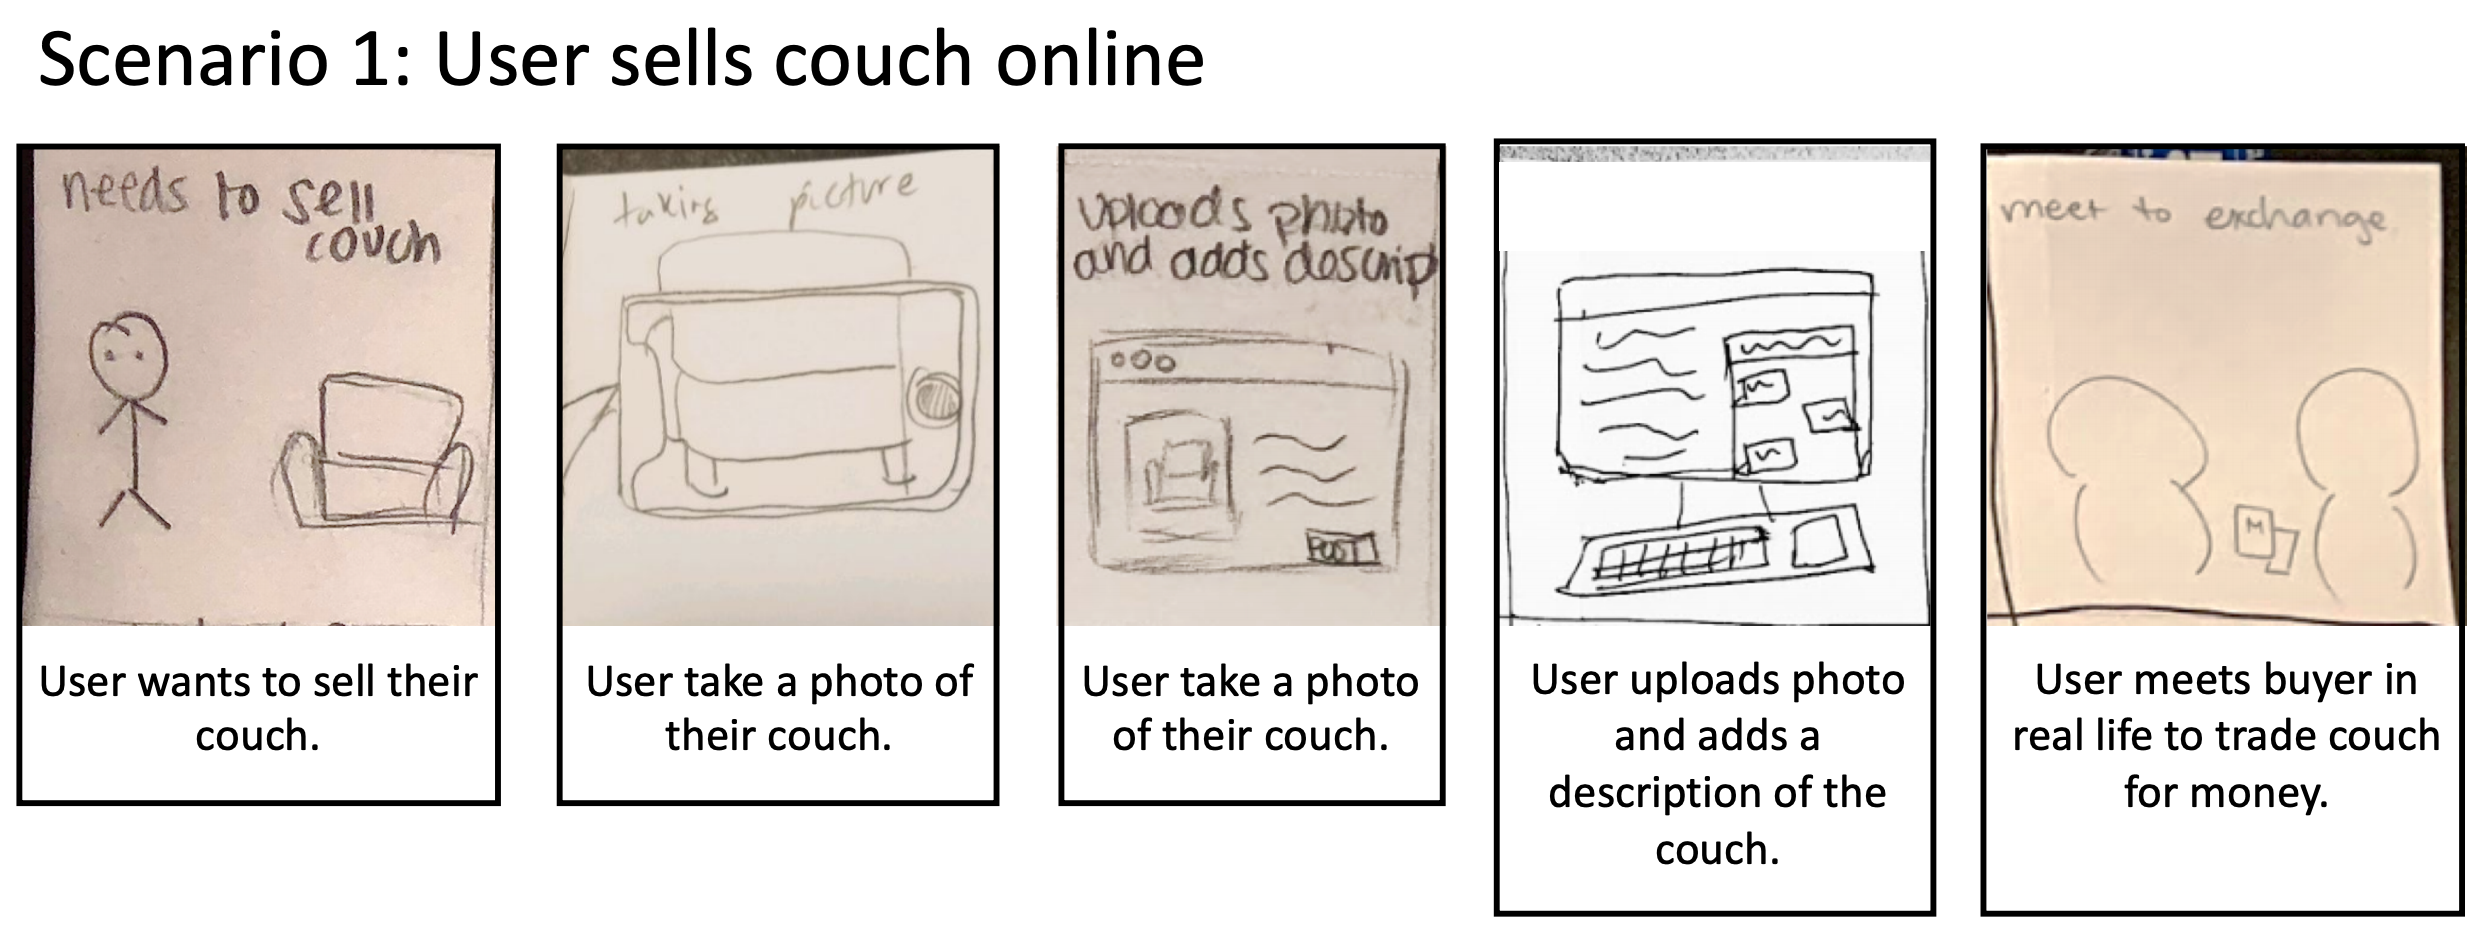 Scenario 1: User sells couch online
needs to sell
couch
User wants to sell their
couch.
taking picture
User take a photo of
their couch.
uploads photo
and adds descrip
POST
User take a photo
of their couch.
User uploads photo
and adds a
description of the
couch.
meet to exchange
M
User meets buyer in
real life to trade couch
for money.